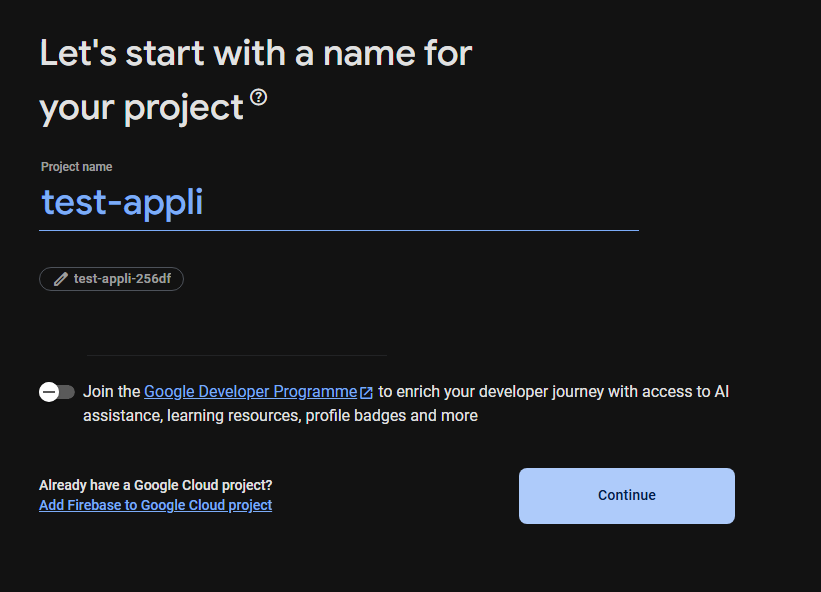 Let's start with a name for
your project
Project name
test-appli
test-appli-256df
Join the Google Developer Programme to enrich your developer journey with access to AI
assistance, learning resources, profile badges and more
Already have a Google Cloud project?
Add Firebase to Google Cloud project
Continue